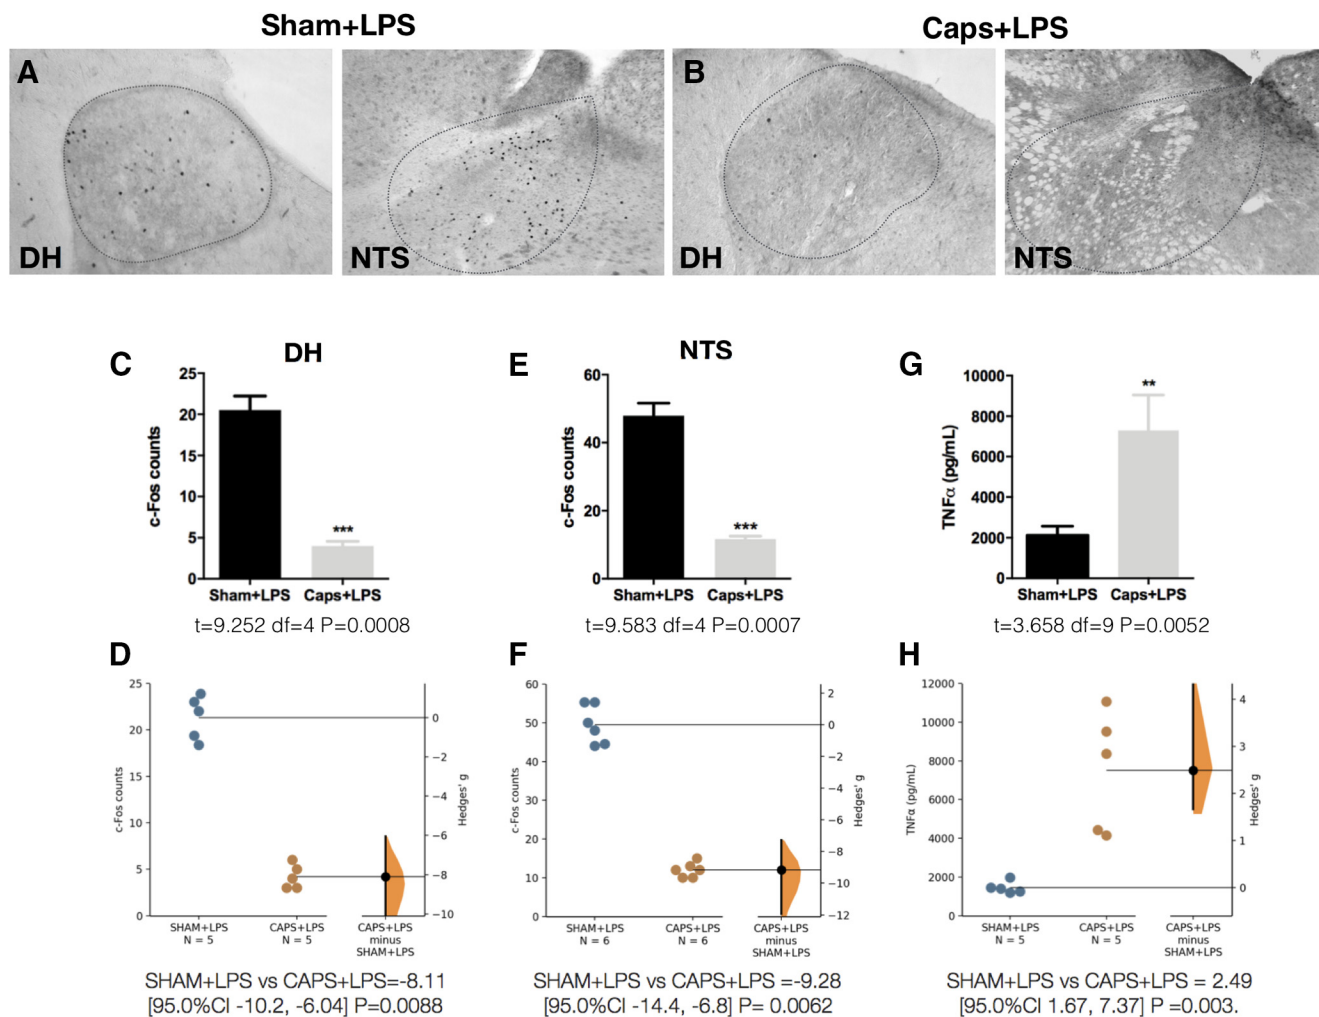 Sham+LPS
Caps+LPS
A
DH
NTS
B
DH
NTS
C
DH
25
20
15
10
5
0
c-Fos counts
***
Sham+LPS
Caps+LPS
t=9.252 df=4 P=0.0008
E
NTS
60
40
20
0
c-Fos counts
***
Sham+LPS
Caps+LPS
t=9.583 df=4 P=0.0007
G
10000
8000
6000
4000
2000
0
TNFα (pg/mL)
**
Sham+LPS
Caps+LPS
t=3.658 df=9 P=0.0052
D
25
20
15
10
5
0
c-Fos counts
0
−2
−4
−6
−8
−10
Hedges' g
SHAM+LPS
N = 5
CAPS+LPS
N = 5
CAPS+LPS
minus
SHAM+LPS
SHAM+LPS vs CAPS+LPS=-8.11
[95.0%CI -10.2, -6.04] P=0.0088
F
60
50
40
30
20
10
0
c-Fos counts
2
0
−2
−4
−6
−8
−10
−12
Hedges' g
SHAM+LPS
N = 6
CAPS+LPS
N = 6
CAPS+LPS
minus
SHAM+LPS
SHAM+LPS vs CAPS+LPS =-9.28
[95.0%CI -14.4, -6.8] P= 0.0062
H
12000
10000
8000
6000
4000
2000
0
TNFα (pg/mL)
4
3
2
1
0
Hedges' g
SHAM+LPS
N = 5
CAPS+LPS
N = 5
CAPS+LPS
minus
SHAM+LPS
SHAM+LPS vs CAPS+LPS = 2.49
[95.0%CI 1.67, 7.37] P =0.003.